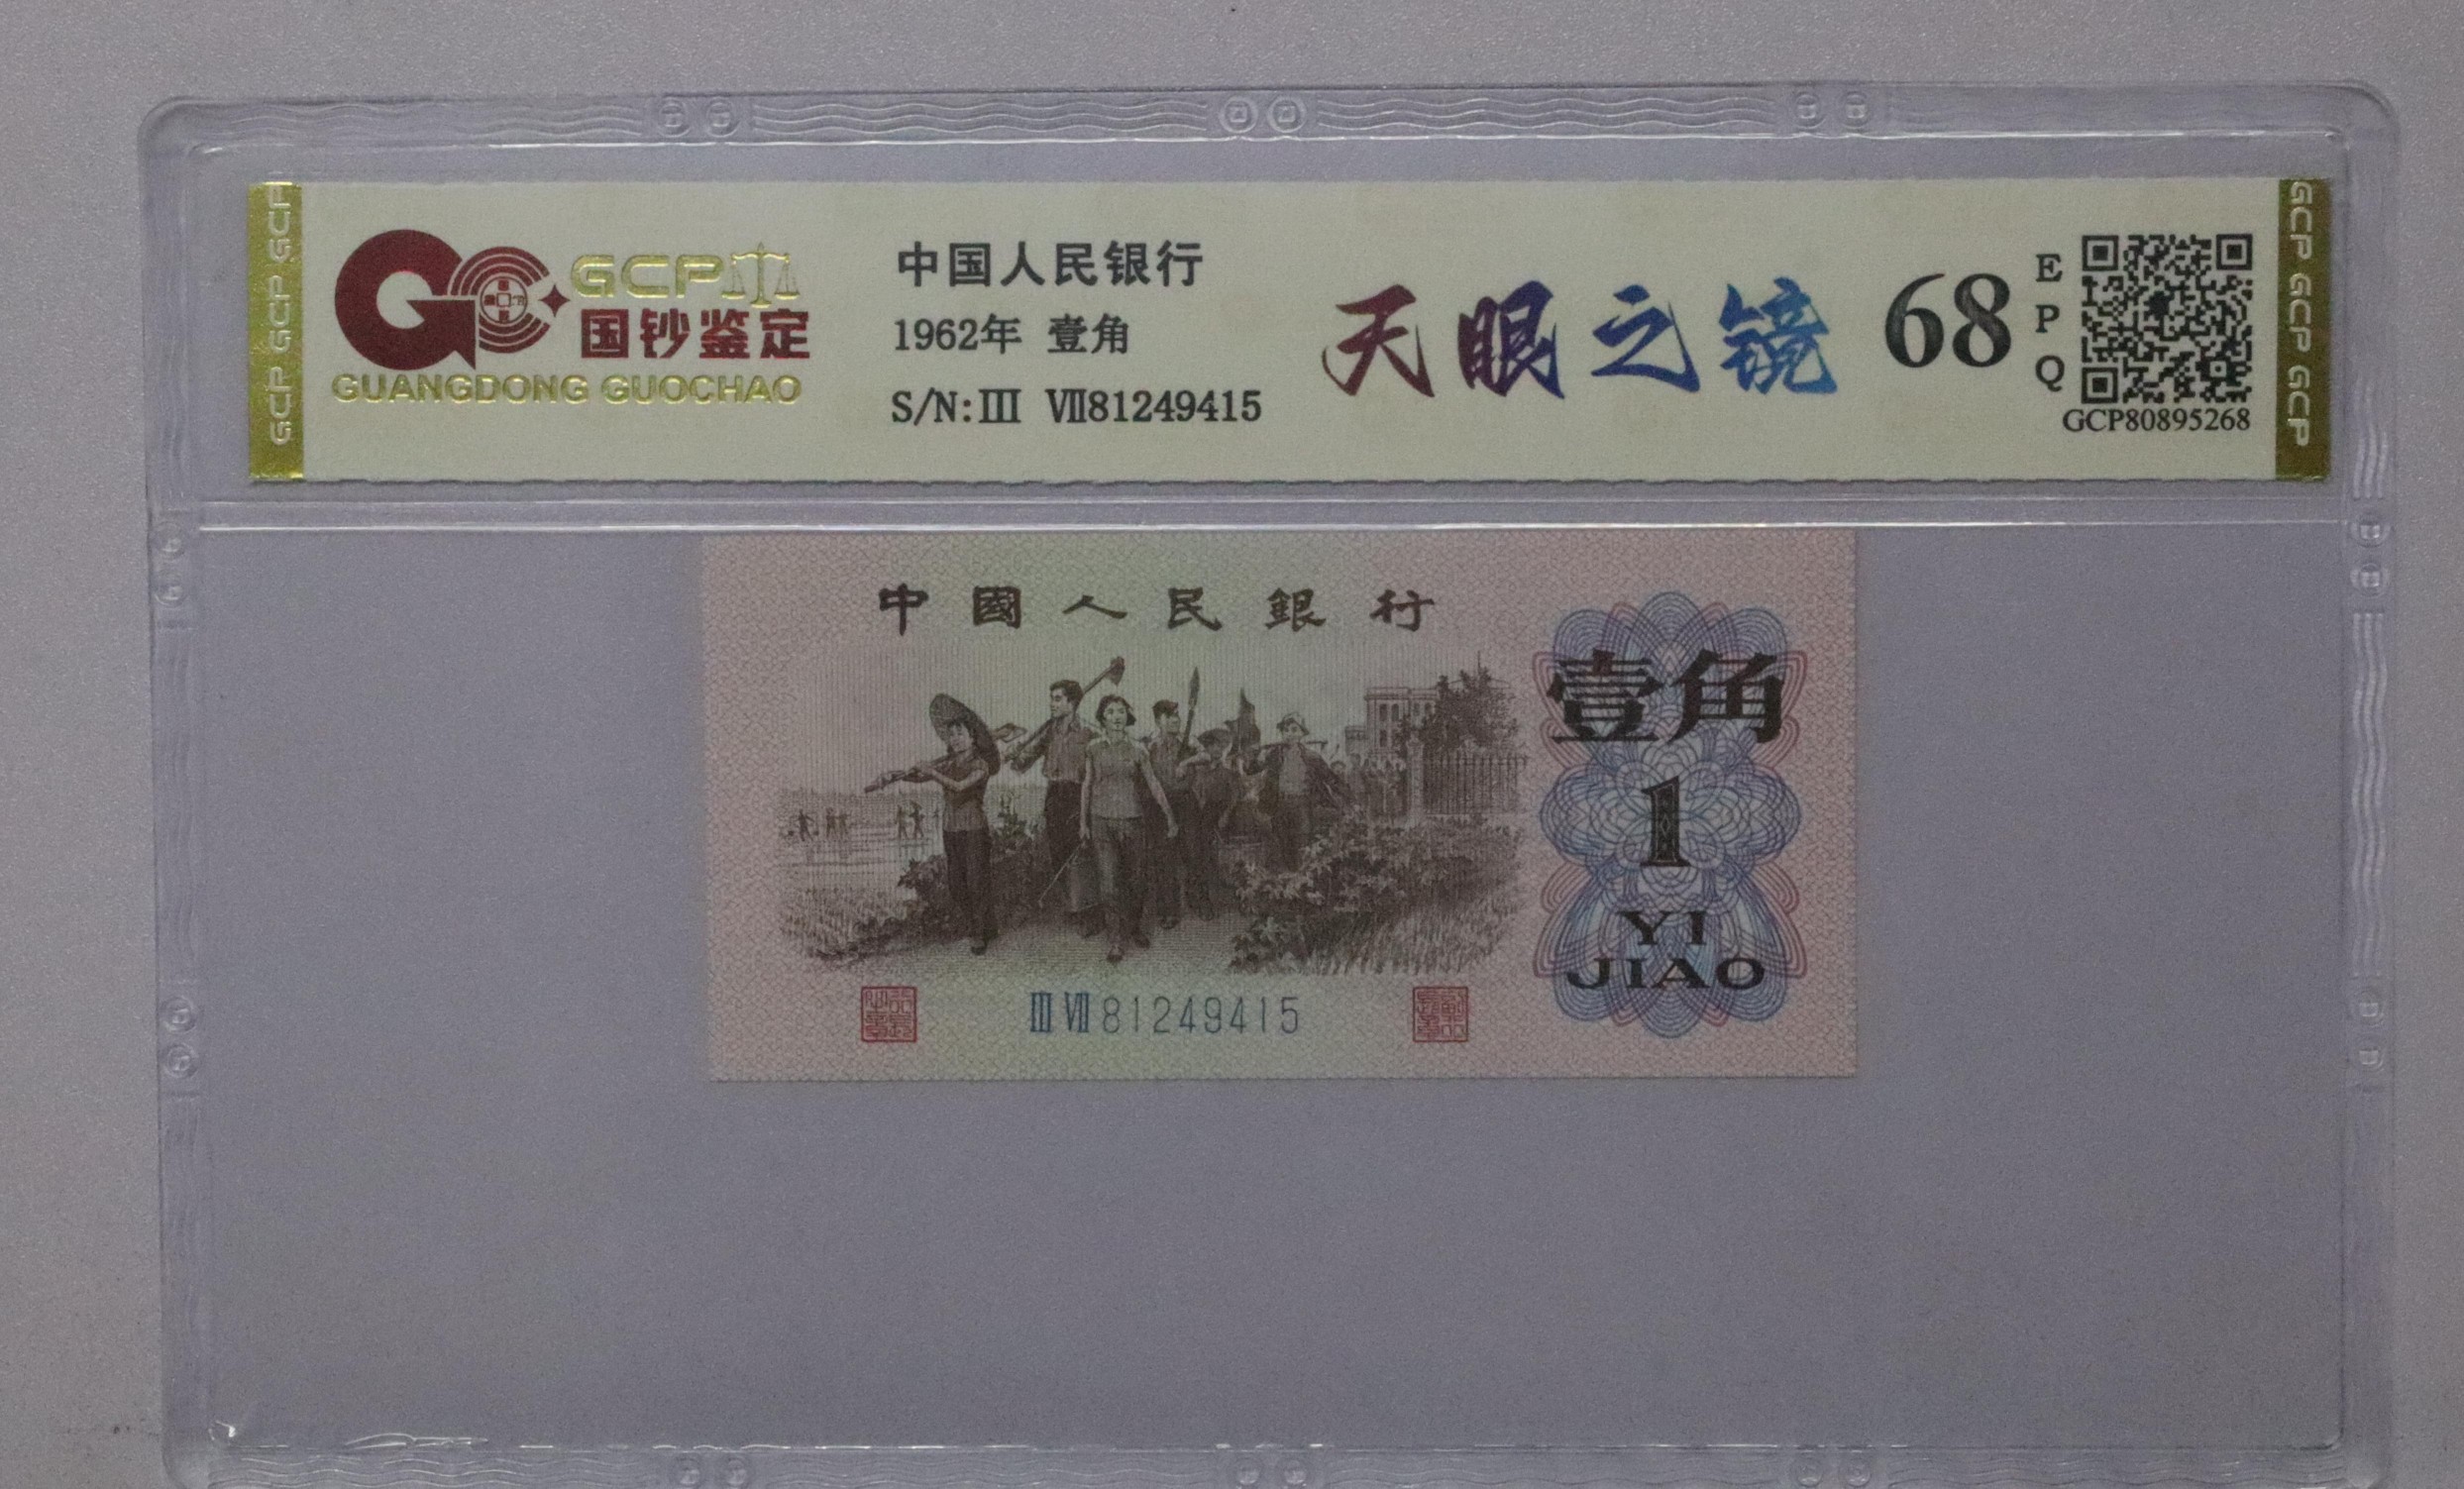 GCP
国钞鉴定
GUANGDONG GUOCHAO
中国人民银行
1962年 壹角
S/N:III VII81249415
天眼之镜
68
EPQ
GCP80895268
GCP GCP GCP
GCP GCP GCP
中國人民銀行
壹角
1
YI
JIAO
III VII 81249415